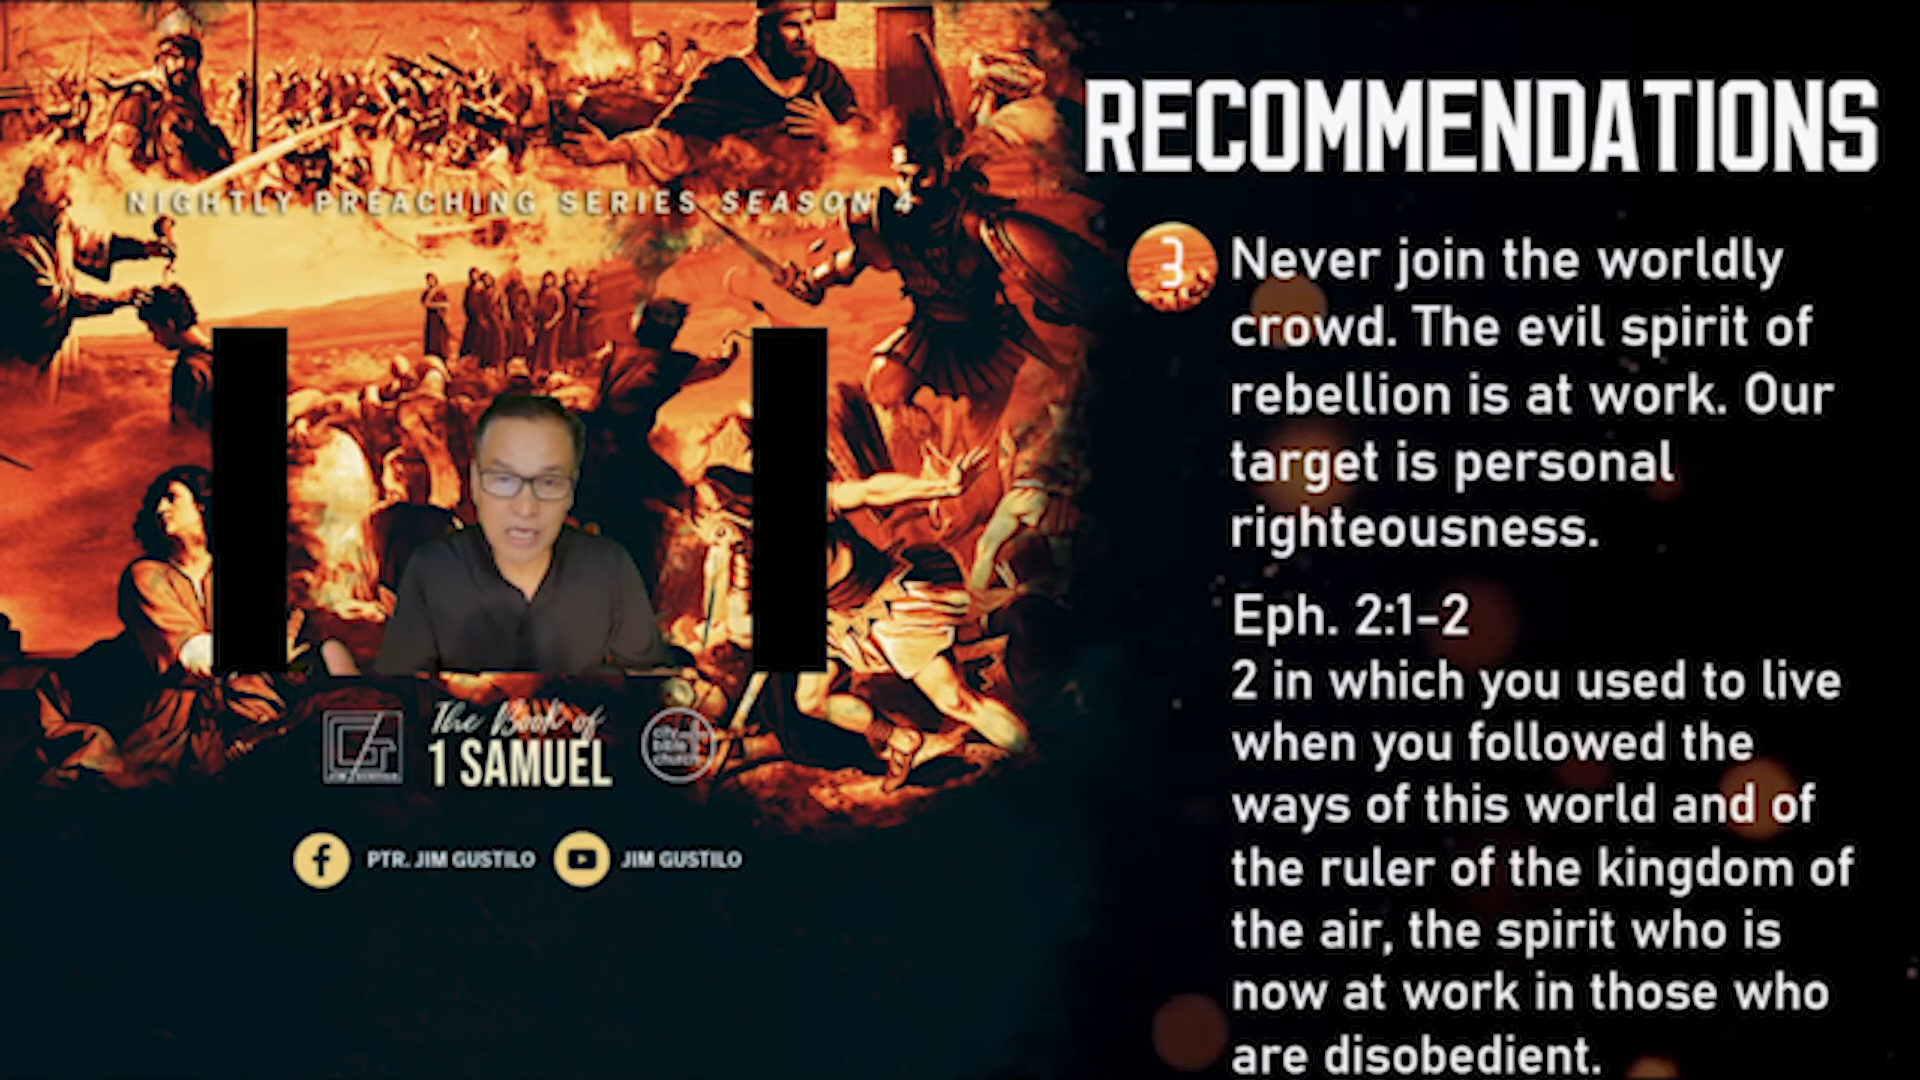 NIGHTLY PREACHING SERIES SEASON 4
The Book of
1 SAMUEL
city
bible
church
PTR. JIM GUSTILO
JIM GUSTILO
RECOMMENDATIONS
3
Never join the worldly
crowd. The evil spirit of
rebellion is at work. Our
target is personal
righteousness.
Eph. 2:1-2
2 in which you used to live
when you followed the
ways of this world and of
the ruler of the kingdom of
the air, the spirit who is
now at work in those who
are disobedient.